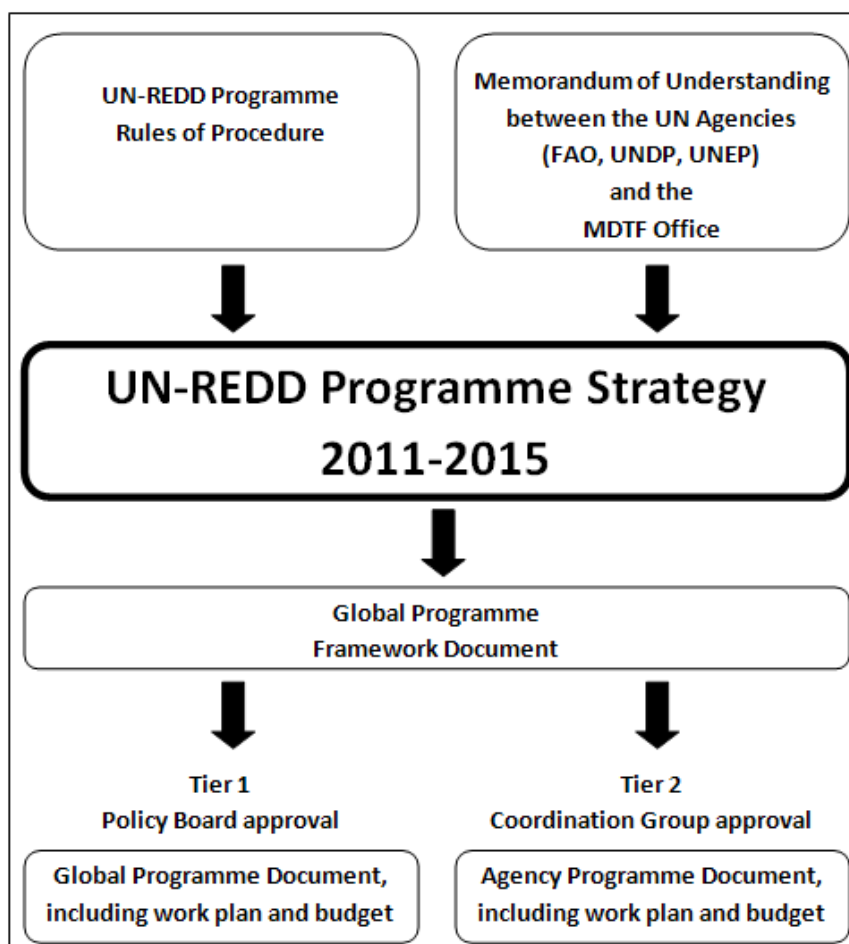 UN-REDD Programme
Rules of Procedure
Memorandum of Understanding
between the UN Agencies
(FAO, UNDP, UNEP)
and the
MDTF Office
UN-REDD Programme Strategy
2011-2015
Global Programme
Framework Document
Tier 1
Policy Board approval
Global Programme Document,
including work plan and budget
Tier 2
Coordination Group approval
Agency Programme Document,
including work plan and budget